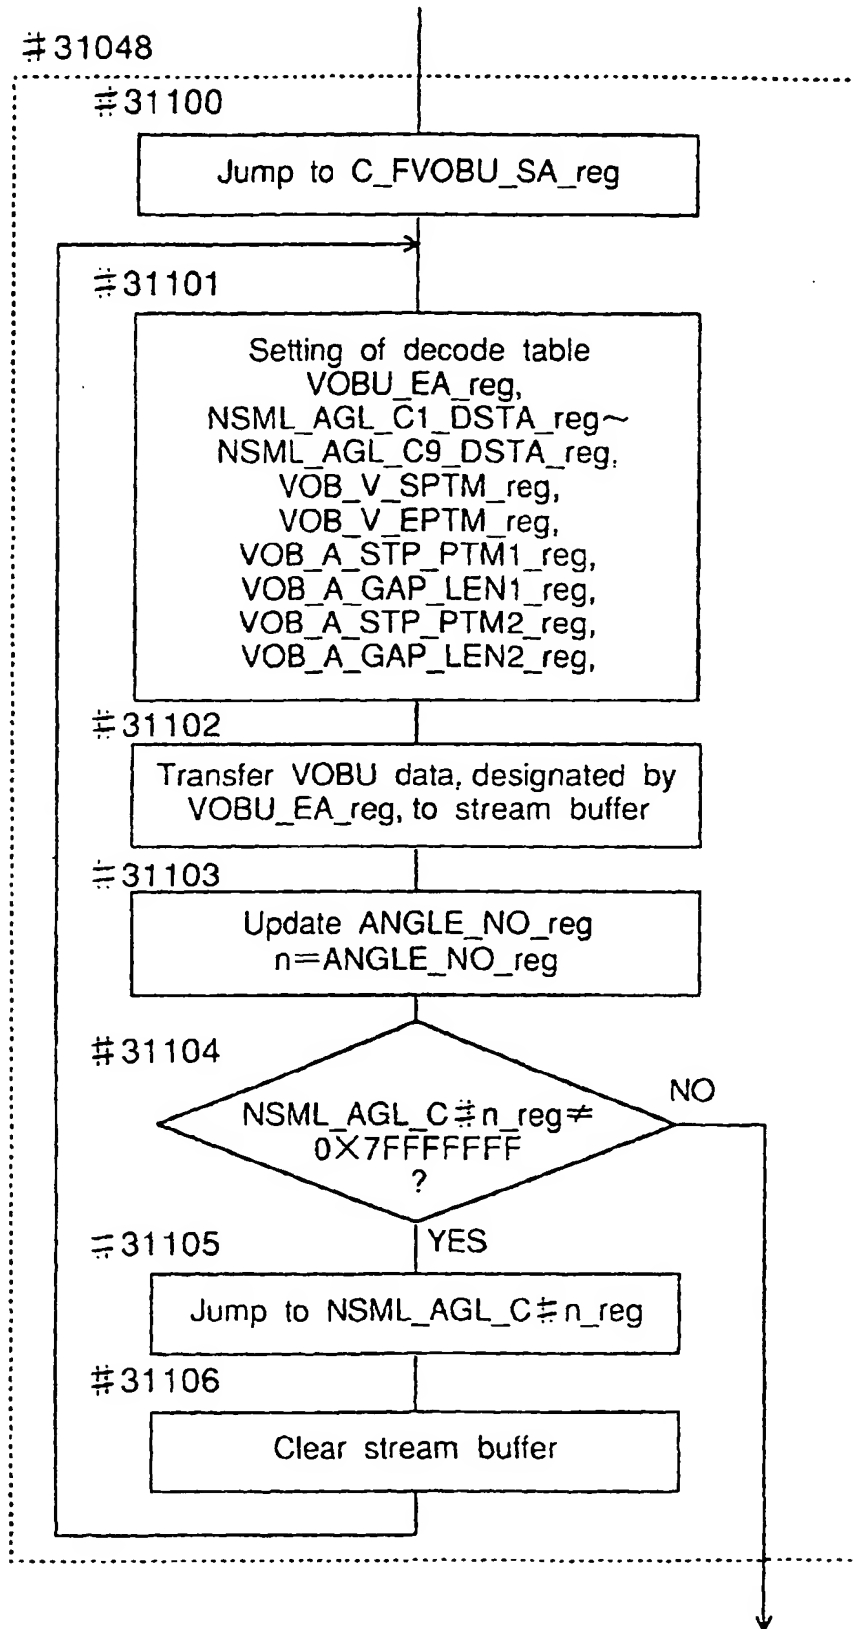 #31048
#31100
Jump to C_FVOBU_SA_reg
#31101
Setting of decode table
VOBU_EA_reg,
NSML_AGL_C1_DSTA_reg~
NSML_AGL_C9_DSTA_reg,
VOB_V_SPTM_reg,
VOB_V_EPTM_reg,
VOB_A_STP_PTM1_reg,
VOB_A_GAP_LEN1_reg,
VOB_A_STP_PTM2_reg,
VOB_A_GAP_LEN2_reg,
#31102
Transfer VOBU data, designated by
VOBU_EA_reg, to stream buffer
#31103
Update ANGLE_NO_reg
n=ANGLE_NO_reg
#31104
NO
NSML_AGL_C#n_reg≠
0X7FFFFFFF
?
YES
#31105
Jump to NSML_AGL_C#n_reg
#31106
Clear stream buffer